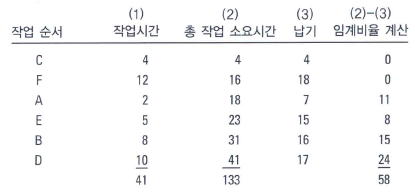 (1) (2) (3) (2)-(3)
작업 순서 작업시간 총 작업 소요시간 납기 임계비율 계산
C 4 4 4 0
F 12 16 18 0
A 2 18 7 11
E 5 23 15 8
B 8 31 16 15
D 10 41 17 24
41 133 58